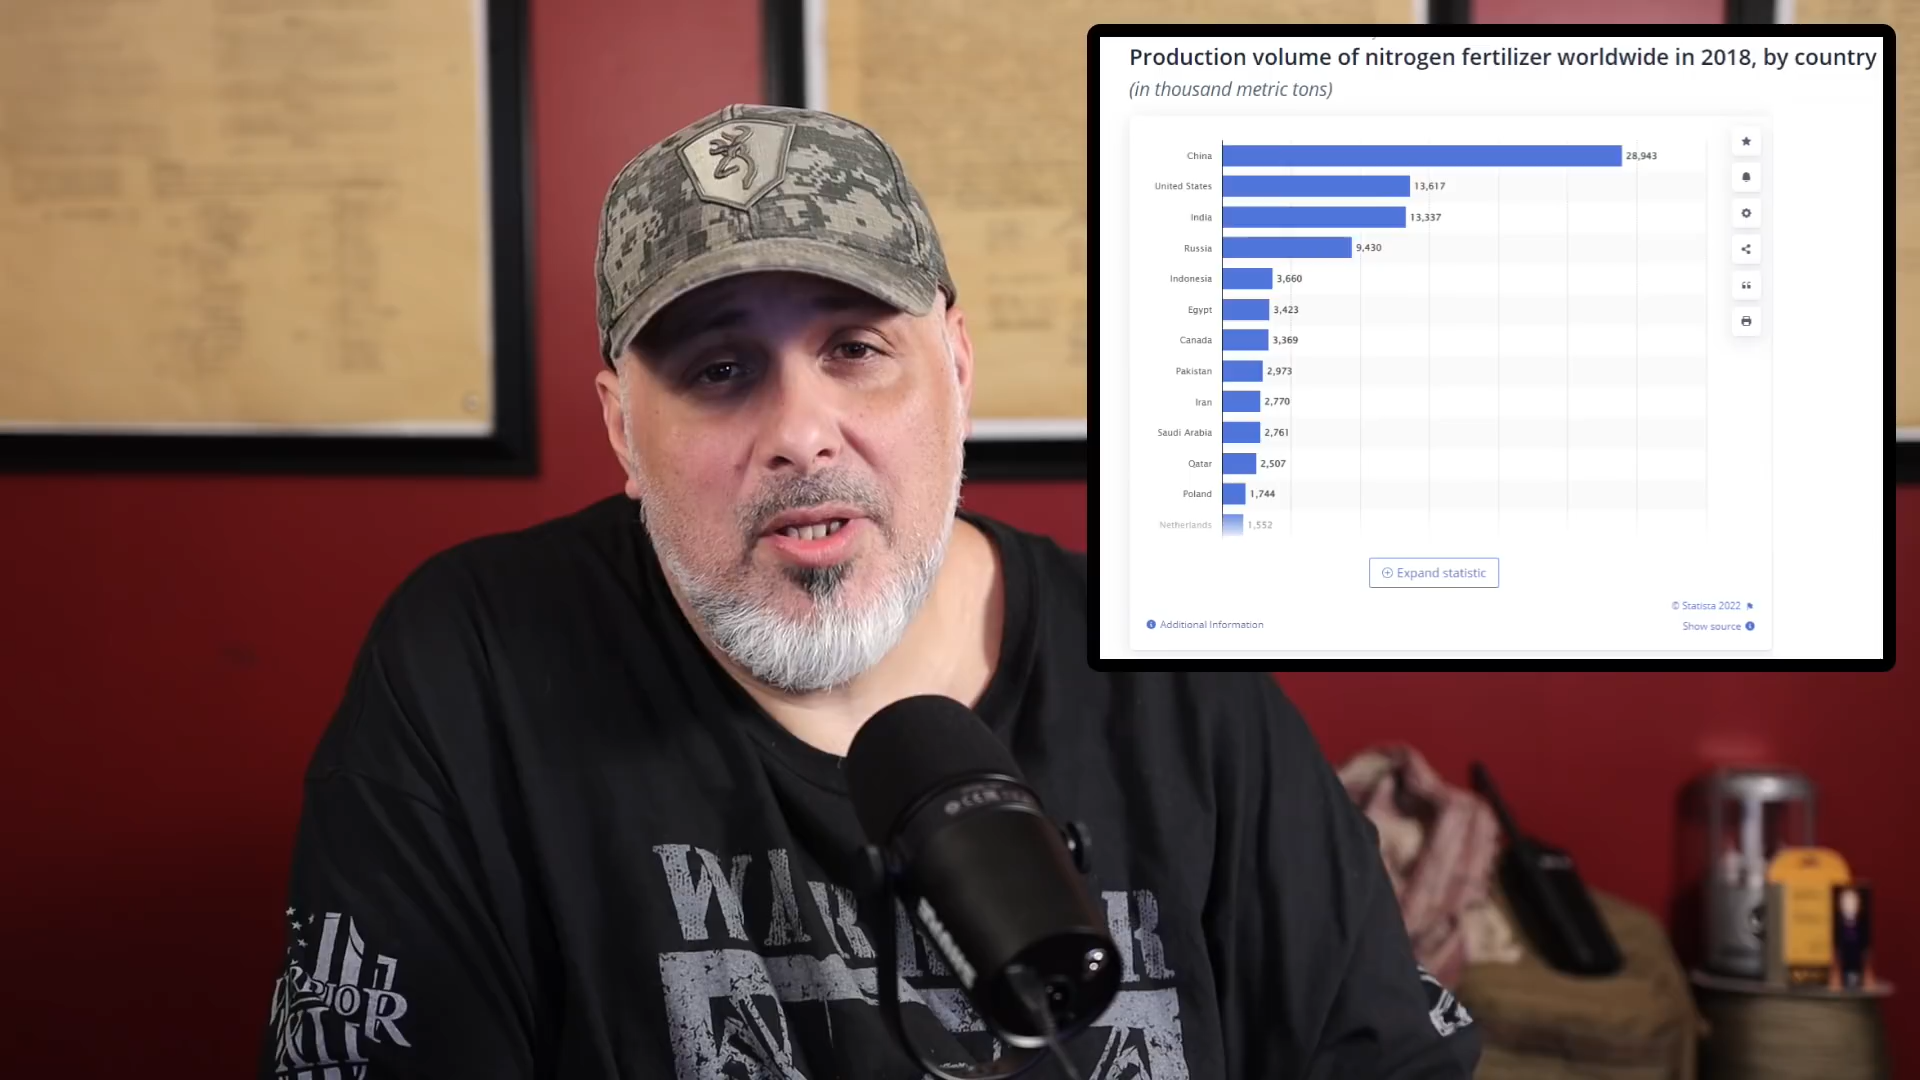 Production volume of nitrogen fertilizer worldwide in 2018, by country
(in thousand metric tons)
China 28,943
United States 13,617
India 13,337
Russia 9,430
Indonesia 3,660
Egypt 3,423
Canada 3,369
Pakistan 2,973
Iran 2,770
Saudi Arabia 2,761
Qatar 2,507
Poland 1,744
Netherlands 1,552
Expand statistic
© Statista 2022
Additional Information
Show source